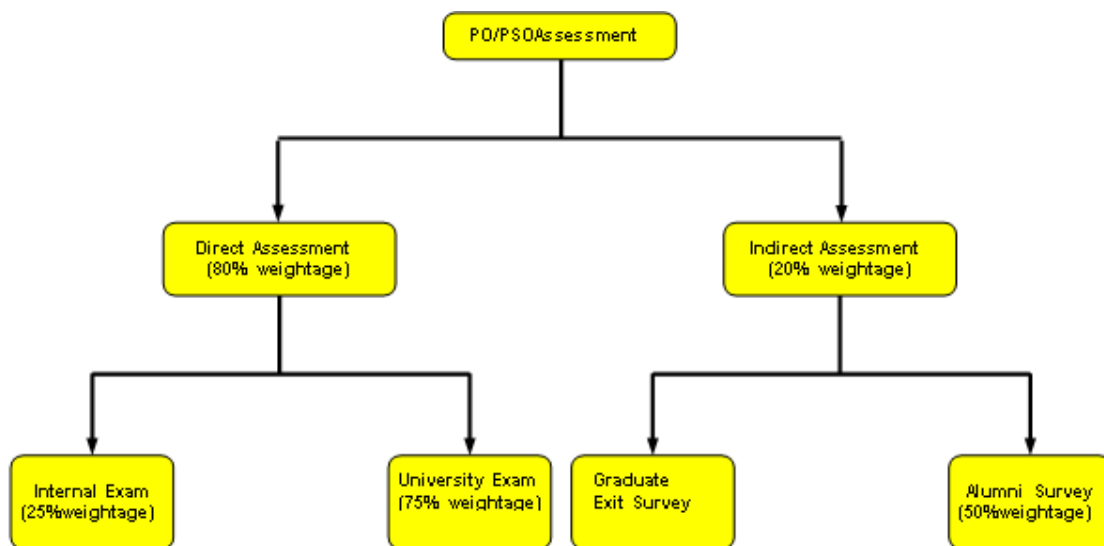 PO/PSOAssessment
Direct Assessment
(80% weightage)
Indirect Assessment
(20% weightage)
Internal Exam
(25%weightage)
University Exam
(75% weightage)
Graduate
Exit Survey
Alumni Survey
(50%weightage)